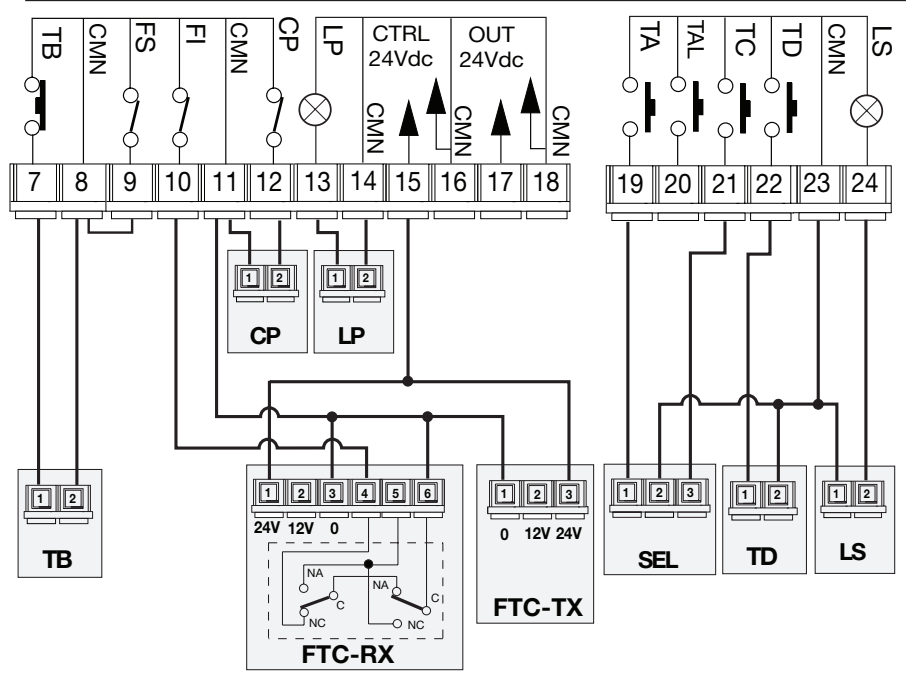 TB CMN FS FI CMN CP LP CTRL 24Vdc CMN OUT 24Vdc CMN CMN
TA TAL TC TD CMN LS
7 8 9 10 11 12 13 14 15 16 17 18
19 20 21 22 23 24
1 2
CP
1 2
LP
1 2
TB
1 2 3 4 5 6
24V 12V 0
NA
C
NC
NA
C
NC
FTC-RX
1 2 3
0 12V 24V
FTC-TX
1 2 3
SEL
1 2
TD
1 2
LS